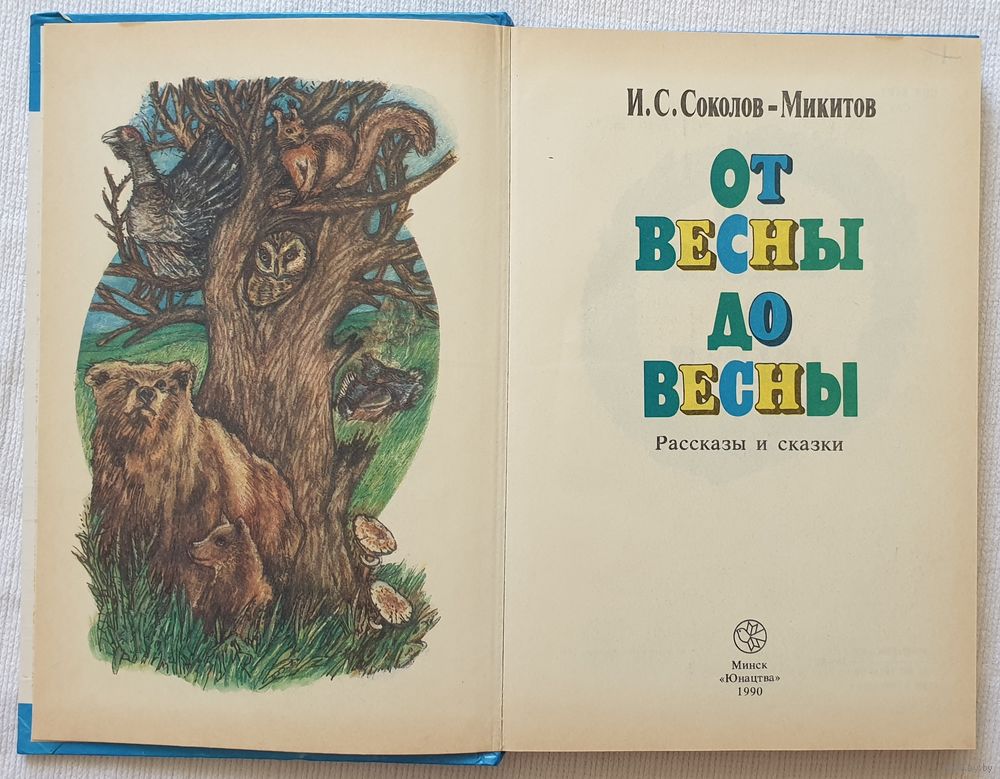 И. С. Соколов-Микитов
ОТ
ВЕСНЫ
ДО
ВЕСНЫ
Рассказы и сказки
Минск
«Юнацтва»
1990